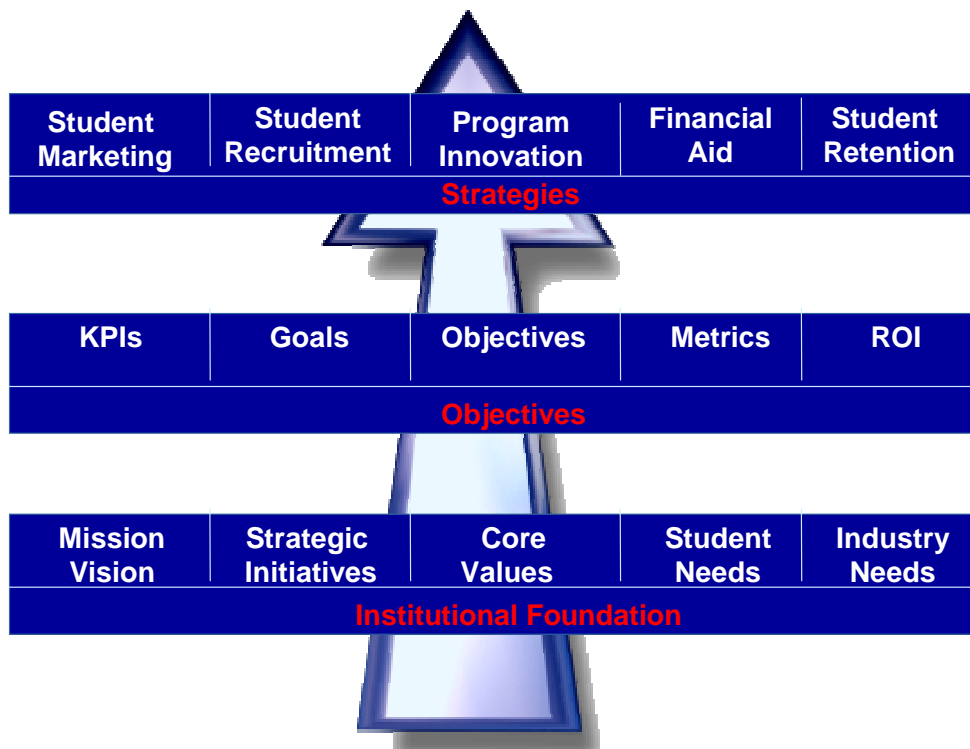 Student Student Program Financial Student
Marketing Recruitment Innovation Aid Retention
Strategies
KPIs Goals Objectives Metrics ROI
Objectives
Mission Strategic Core Student Industry
Vision Initiatives Values Needs Needs
Institutional Foundation